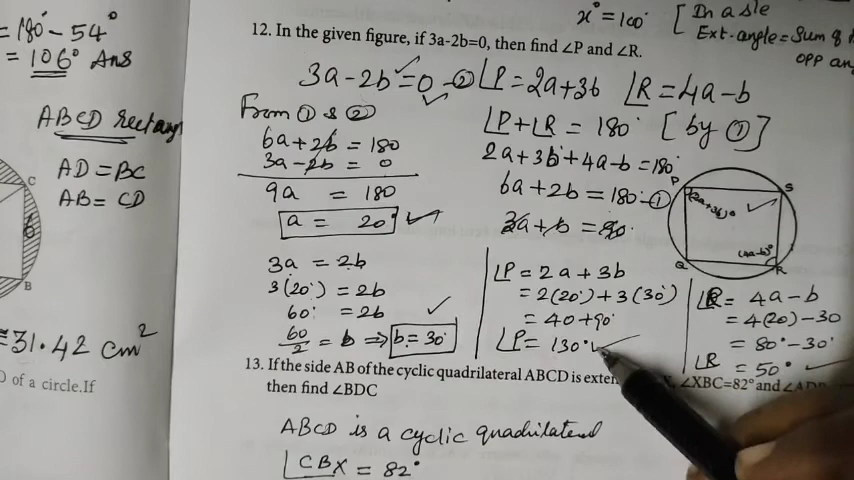 = 180° - 54°
= 106° Ans
ABCD
AD = BC
AB = CD
C
6
B
31.42 cm²
O of a circle.If
x° = 100° [ In a
Ext. angle = Sum of
opp
12. In the given figure, if 3a-2b=0, then find ∠P and ∠R.
3a - 2b = 0 - ② ∠P = 2a + 3b ∠R = 4a - b
From ① & ②
6a + 2b = 180
3a - 2b = 0
9a = 180
a = 20°
3a = 2b
3(20°) = 2b
60° = 2b
60/2 = b ⇒ b = 30°
∠P + ∠R = 180° [by ①]
2a + 3b + 4a - b = 180°
6a + 2b = 180° - ①
3a + b = 90°
∠P = 2a + 3b
= 2(20°) + 3(30°)
= 40 + 90°
∠P = 130°
P
S
(2a+3b)°
(4a-b)°
Q
R
∠R = 4a - b
= 4(20) - 30
= 80° - 30°
∠R = 50°
13. If the side AB of the cyclic quadrilateral ABCD is ∠XBC=82° and
then find ∠BDC
ABCD is a cyclic quadrilateral
∠CBX = 82°